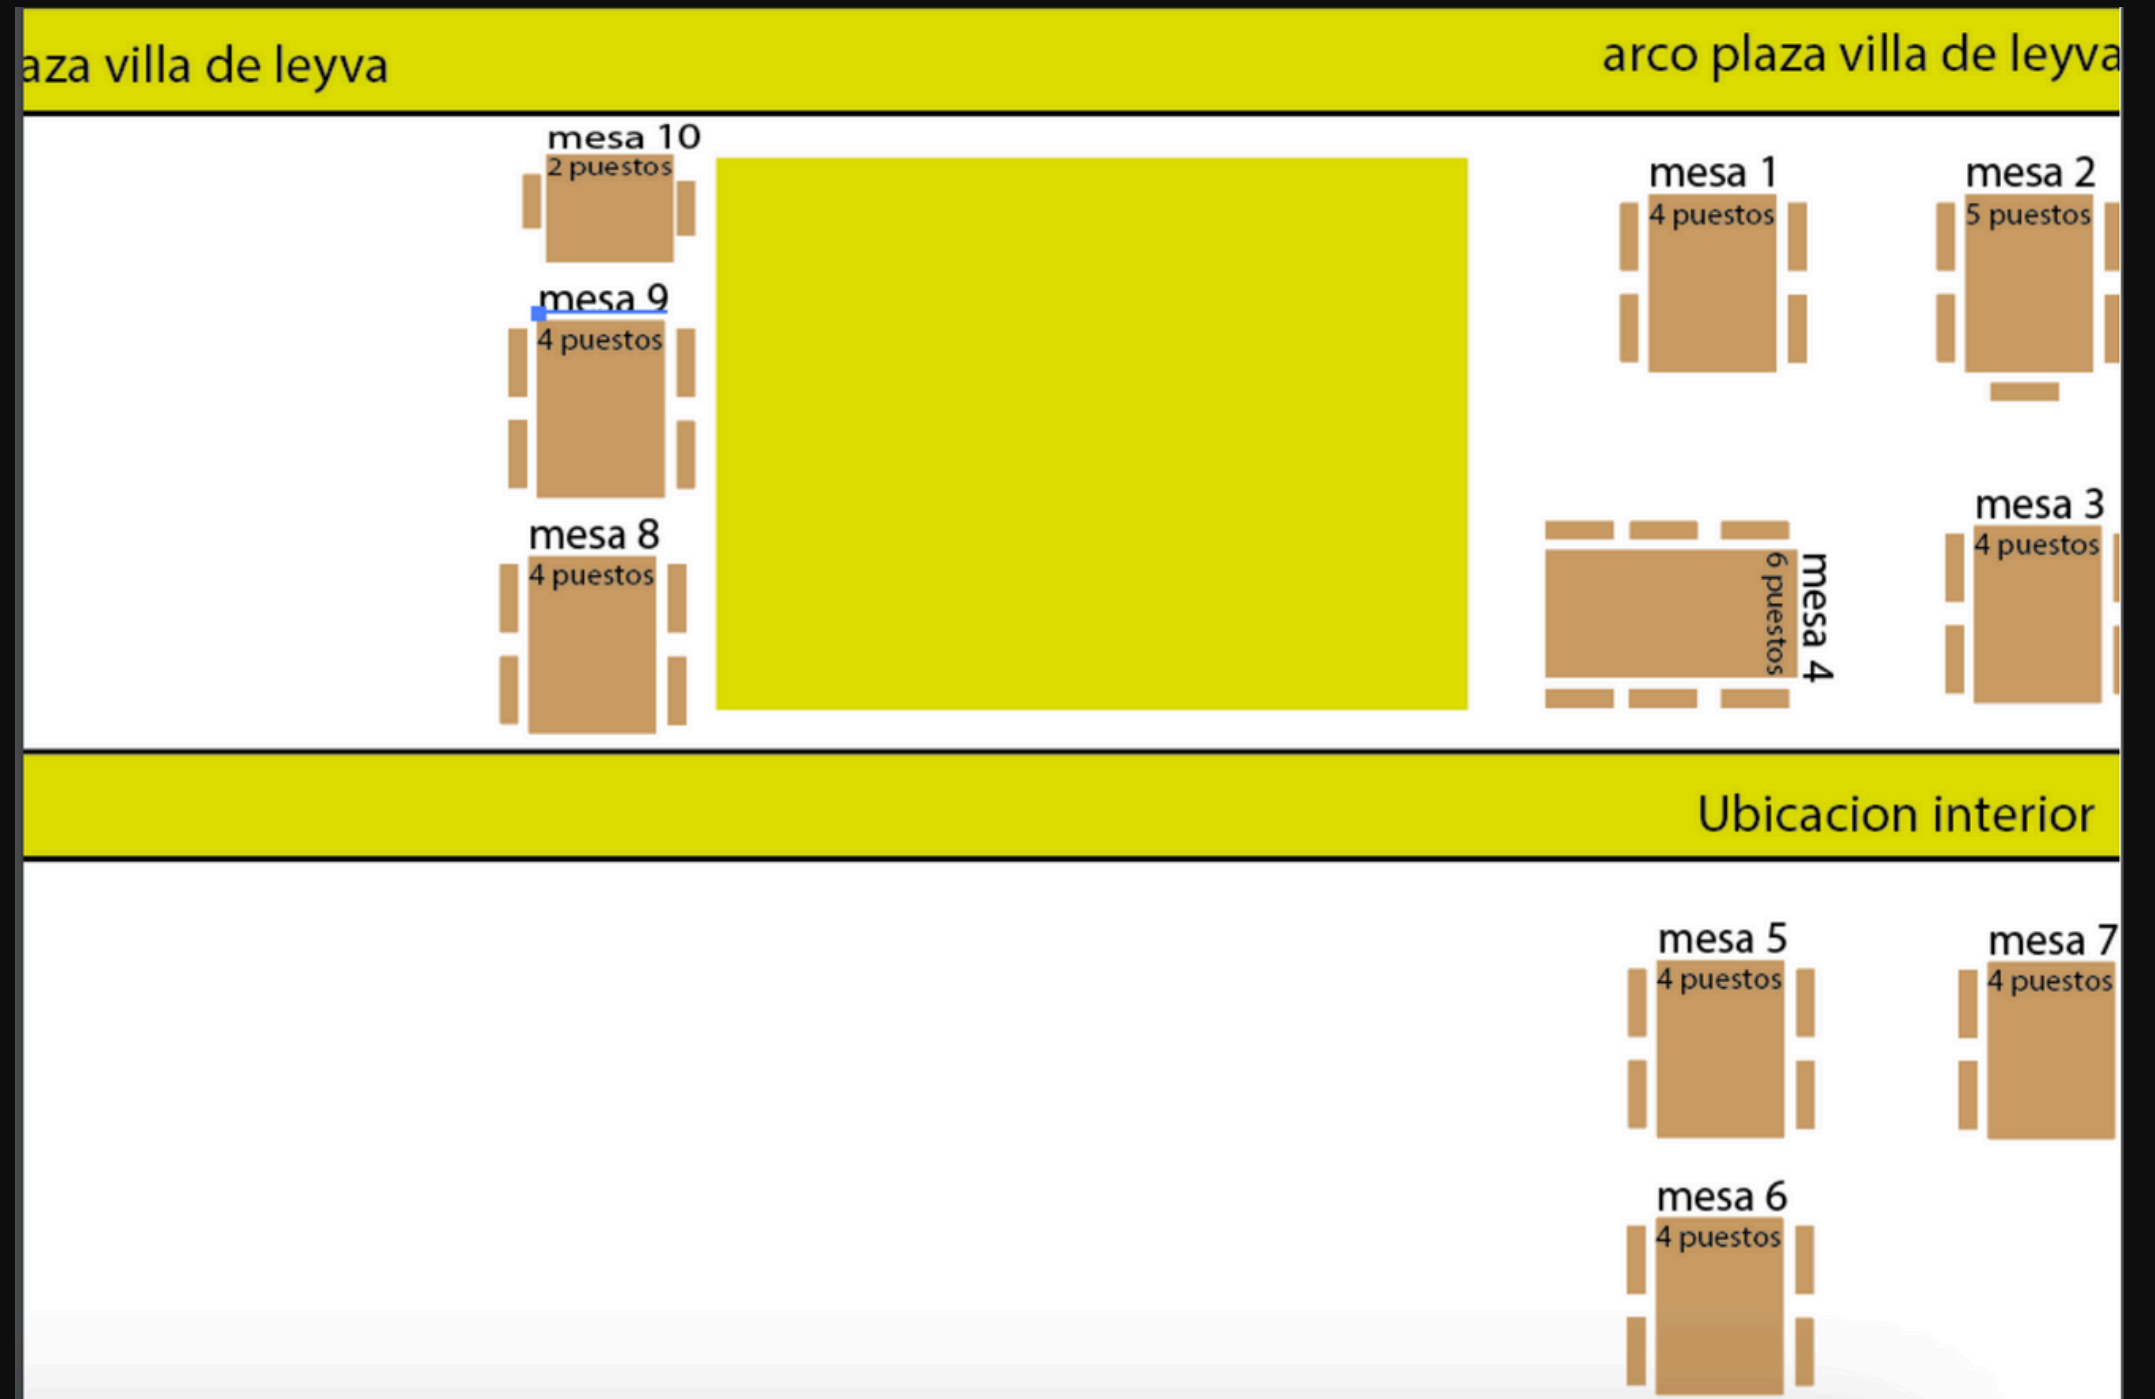 aza villa de leyva
arco plaza villa de leyva
mesa 10
2 puestos
mesa 9
4 puestos
mesa 8
4 puestos
mesa 1
4 puestos
mesa 2
5 puestos
mesa 3
4 puestos
mesa 4
6 puestos
Ubicacion interior
mesa 5
4 puestos
mesa 7
4 puestos
mesa 6
4 puestos